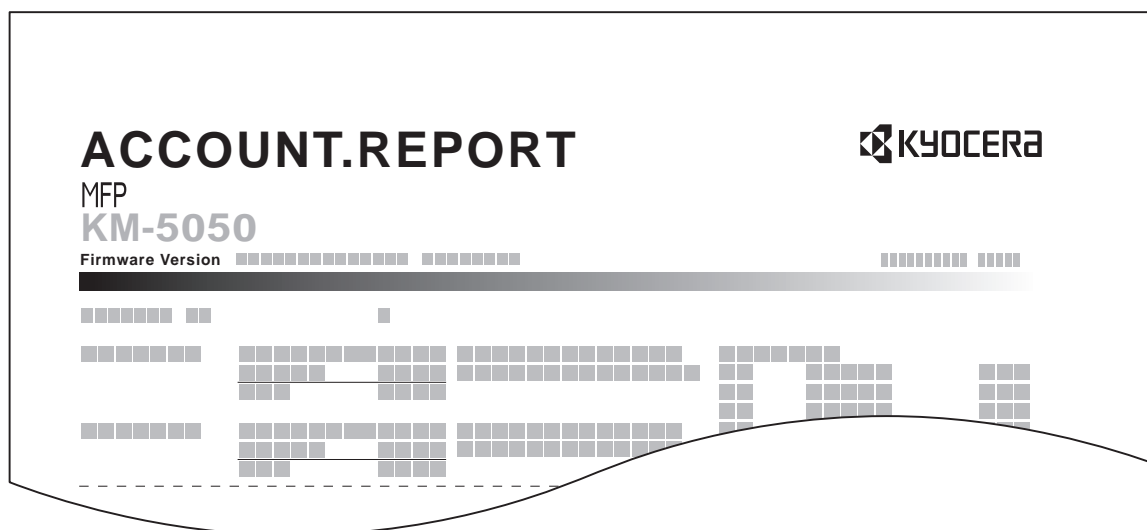 ACCOUNT.REPORT
KYOCERA
MFP
KM-5050
Firmware Version